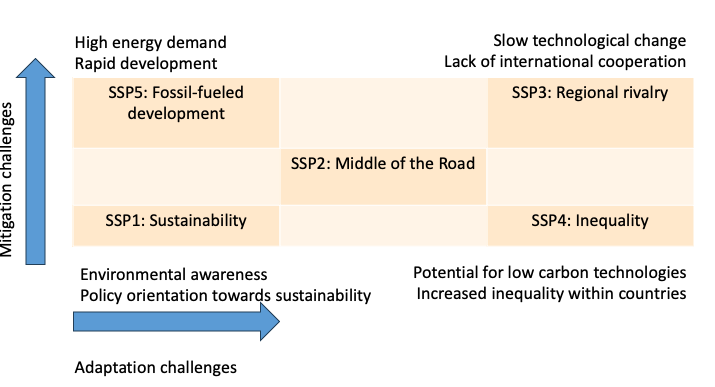 High energy demand
Rapid development
Slow technological change
Lack of international cooperation
Mitigation challenges
SSP5: Fossil-fueled
development
SSP3: Regional rivalry
SSP2: Middle of the Road
SSP1: Sustainability
SSP4: Inequality
Environmental awareness
Policy orientation towards sustainability
Potential for low carbon technologies
Increased inequality within countries
Adaptation challenges